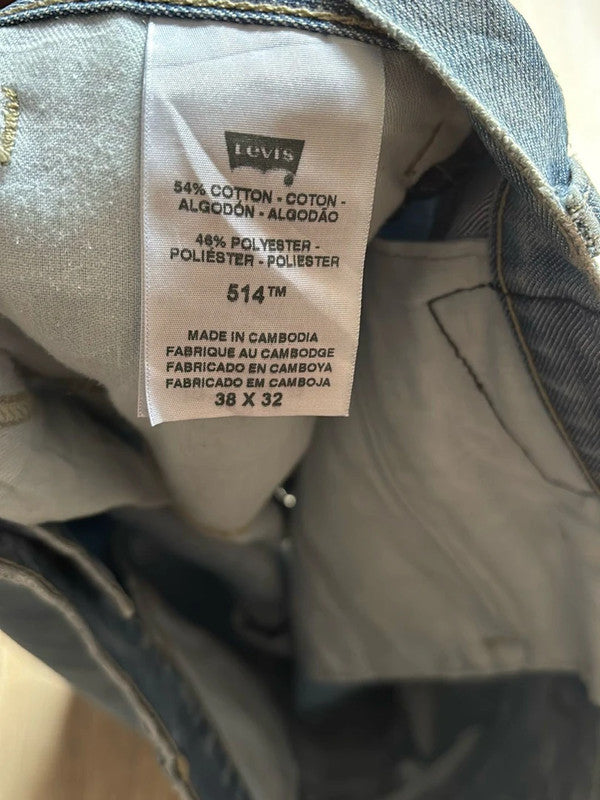 LEVI'S
54% COTTON - COTON -
ALGODÓN - ALGODÃO
46% POLYESTER -
POLIÉSTER - POLIESTER
514™
MADE IN CAMBODIA
FABRIQUE AU CAMBODGE
FABRICADO EN CAMBOYA
FABRICADO EM CAMBOJA
38 X 32